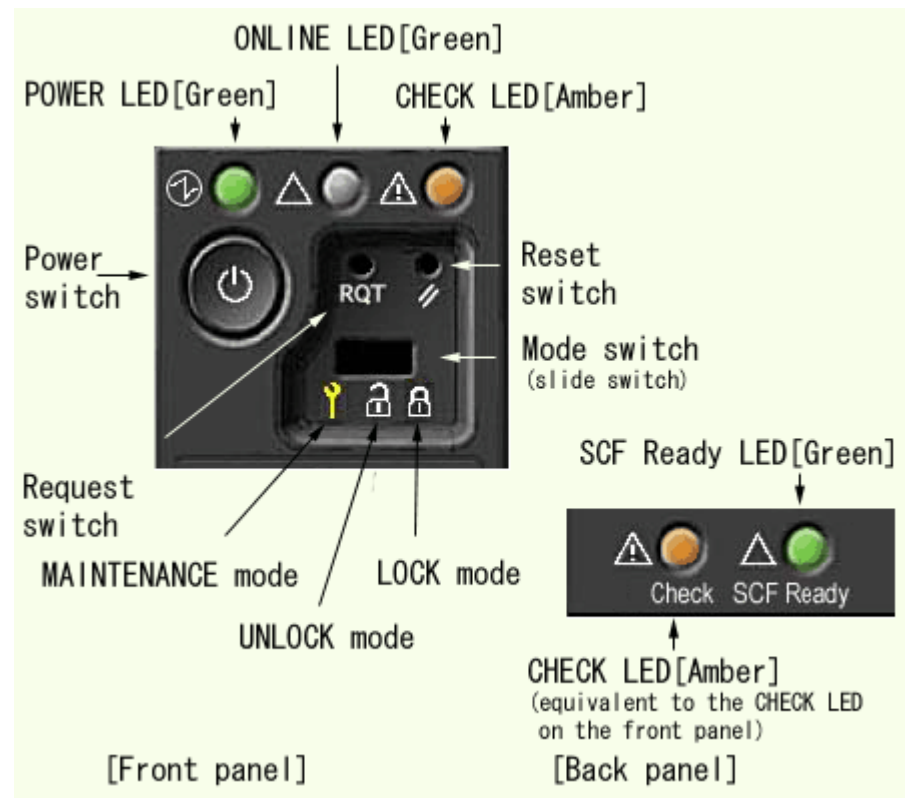 ONLINE LED[Green]
POWER LED[Green]
CHECK LED[Amber]
Power
switch
RQT
Reset
switch
Mode switch
(slide switch)
Request
switch
MAINTENANCE mode
LOCK mode
UNLOCK mode
SCF Ready LED[Green]
Check SCF Ready
CHECK LED[Amber]
(equivalent to the CHECK LED
on the front panel)
[Front panel]
[Back panel]